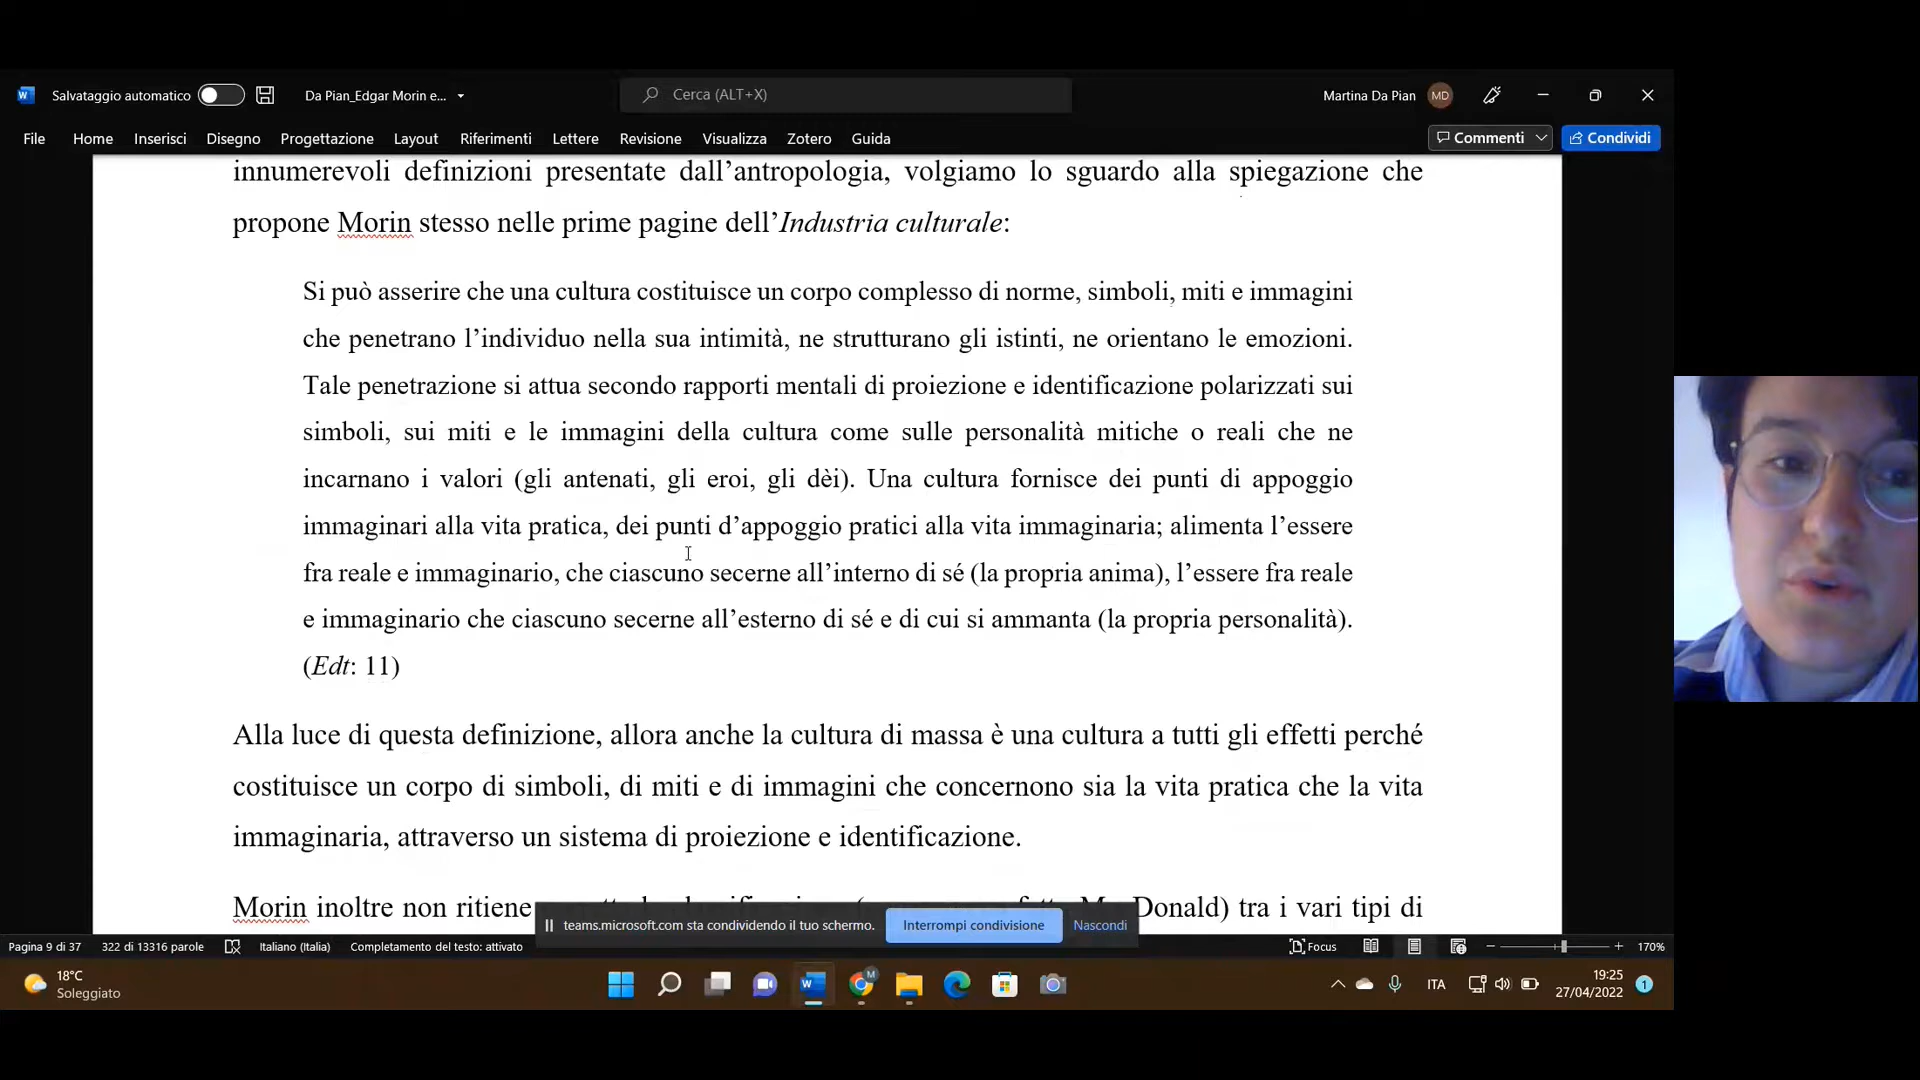 Salvataggio automatico
Da Pian_Edgar Morin e...
Cerca (ALT+X)
Martina Da Pian
MD
File Home Inserisci Disegno Progettazione Layout Riferimenti Lettere Revisione Visualizza Zotero Guida
Commenti
Condividi
innumerevoli definizioni presentate dall’antropologia, volgiamo lo sguardo alla spiegazione che
propone Morin stesso nelle prime pagine dell’Industria culturale:
Si può asserire che una cultura costituisce un corpo complesso di norme, simboli, miti e immagini
che penetrano l’individuo nella sua intimità, ne strutturano gli istinti, ne orientano le emozioni.
Tale penetrazione si attua secondo rapporti mentali di proiezione e identificazione polarizzati sui
simboli, sui miti e le immagini della cultura come sulle personalità mitiche o reali che ne
incarnano i valori (gli antenati, gli eroi, gli dèi). Una cultura fornisce dei punti di appoggio
immaginari alla vita pratica, dei punti d’appoggio pratici alla vita immaginaria; alimenta l’essere
fra reale e immaginario, che ciascuno secerne all’interno di sé (la propria anima), l’essere fra reale
e immaginario che ciascuno secerne all’esterno di sé e di cui si ammanta (la propria personalità).
(Edt: 11)
Alla luce di questa definizione, allora anche la cultura di massa è una cultura a tutti gli effetti perché
costituisce un corpo di simboli, di miti e di immagini che concernono sia la vita pratica che la vita
immaginaria, attraverso un sistema di proiezione e identificazione.
Morin inoltre non ritiene Donald) tra i vari tipi di
teams.microsoft.com sta condividendo il tuo schermo.
Interrompi condivisione
Nascondi
Pagina 9 di 37 322 di 13316 parole Italiano (Italia) Completamento del testo: attivato
Focus
170%
18°C
Soleggiato
M
ITA
19:25
27/04/2022
1